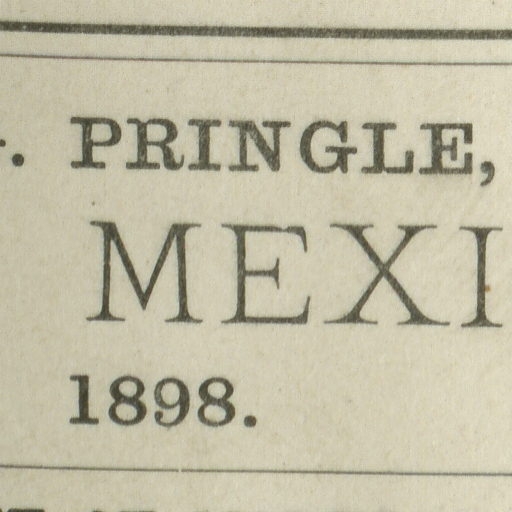 . PRINGLE,
MEXI
1898.